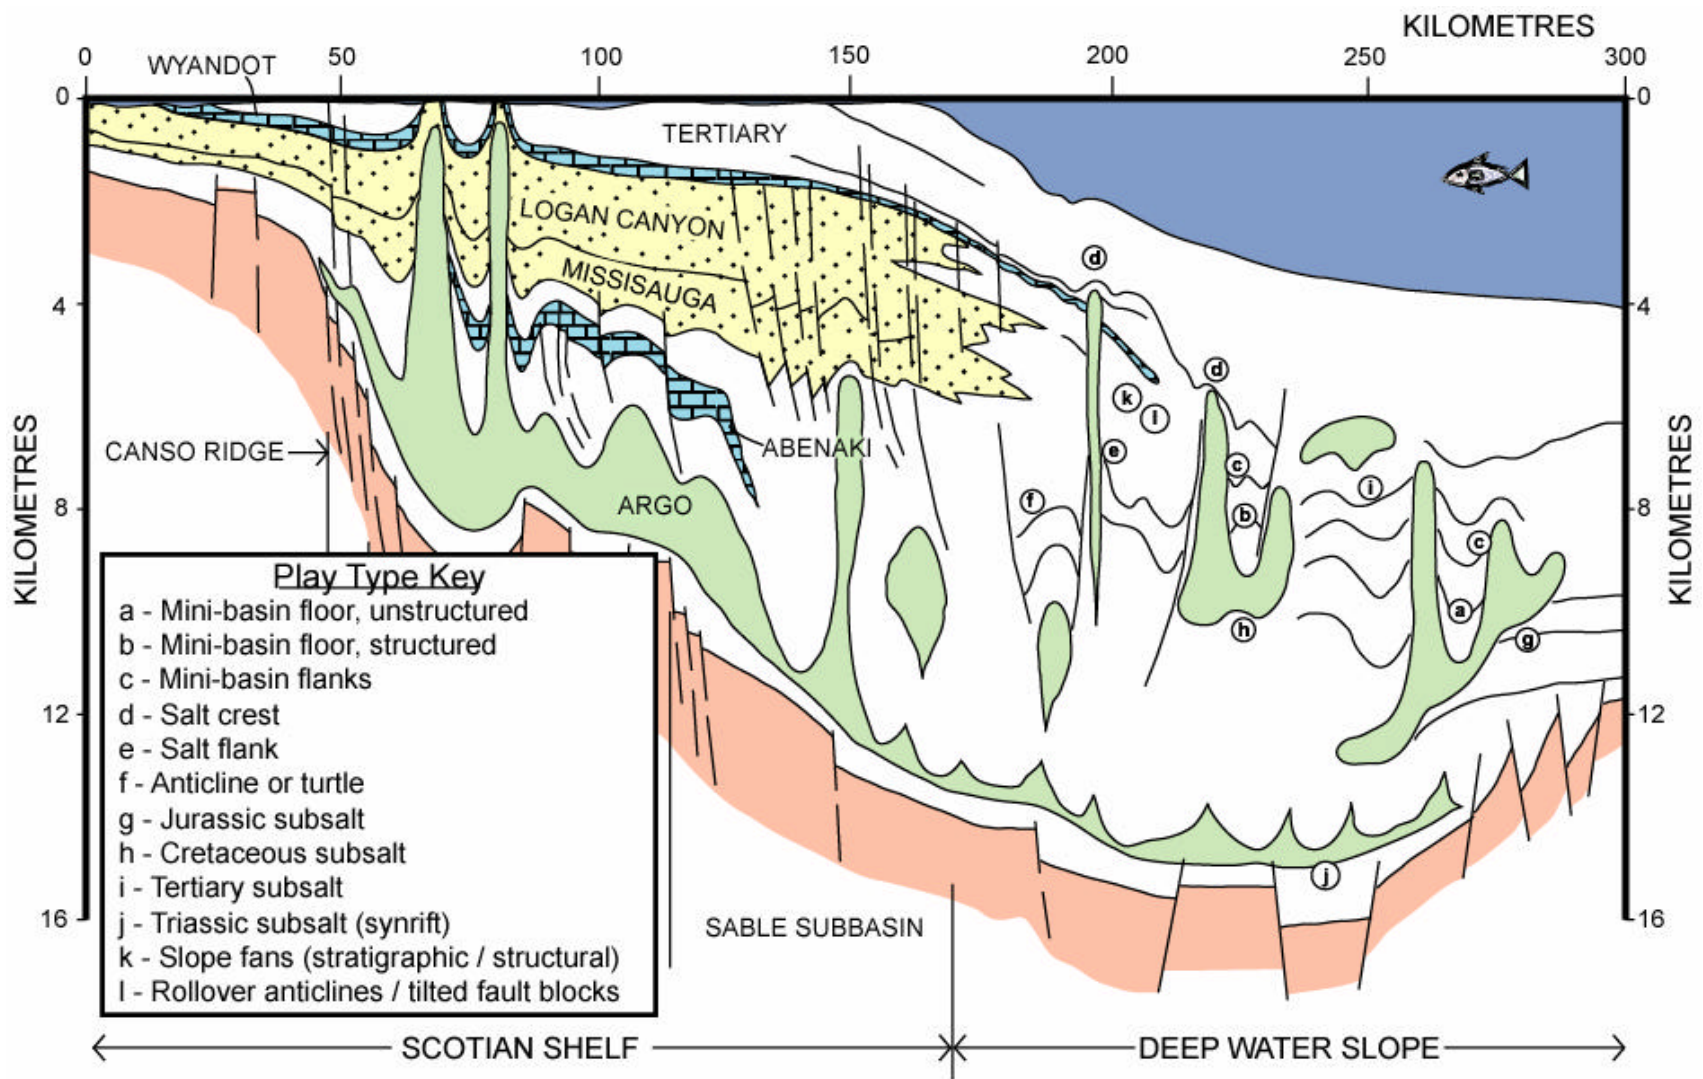 KILOMETRES
0 50 100 150 200 250 300
WYANDOT
0 0
TERTIARY
LOGAN CANYON
d
MISSISAUGA
4 4
d
k
l
KILOMETRES
KILOMETRES
CANSO RIDGE
ABENAKI
e
c
i
f
ARGO
8 8
b
c
a
h
g
12 12
j
16 16
Play Type Key
a - Mini-basin floor, unstructured
b - Mini-basin floor, structured
c - Mini-basin flanks
d - Salt crest
e - Salt flank
f - Anticline or turtle
g - Jurassic subsalt
h - Cretaceous subsalt
i - Tertiary subsalt
j - Triassic subsalt (synrift)
k - Slope fans (stratigraphic / structural)
l - Rollover anticlines / tilted fault blocks
SABLE SUBBASIN
SCOTIAN SHELF
DEEP WATER SLOPE